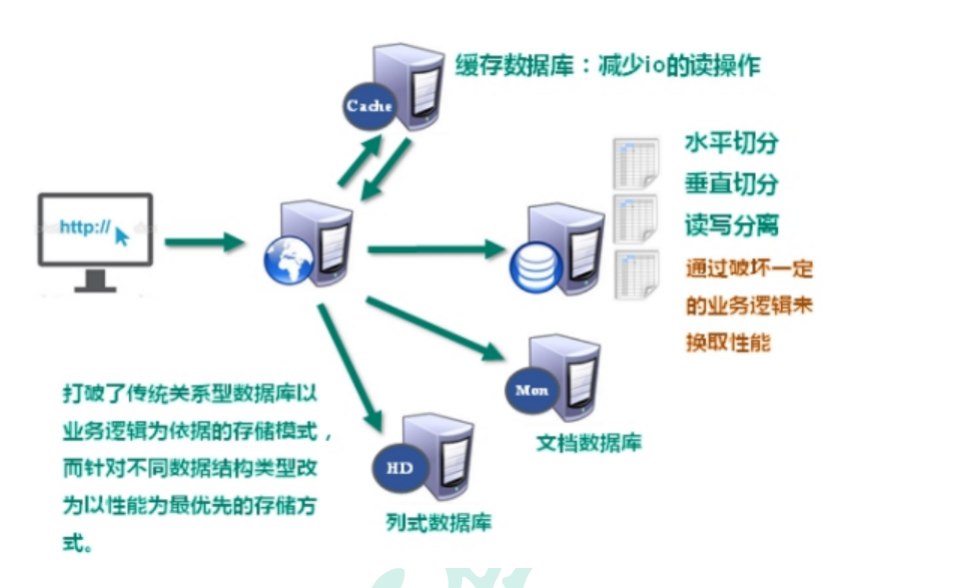 缓存数据库：减少io的读操作
Cache
水平切分
垂直切分
读写分离
http://
通过破坏一定
的业务逻辑来
换取性能
Mon
文档数据库
打破了传统关系型数据库以
业务逻辑为依据的存储模式，
而针对不同数据结构类型改
为以性能为最优先的存储方
式。
HD
列式数据库